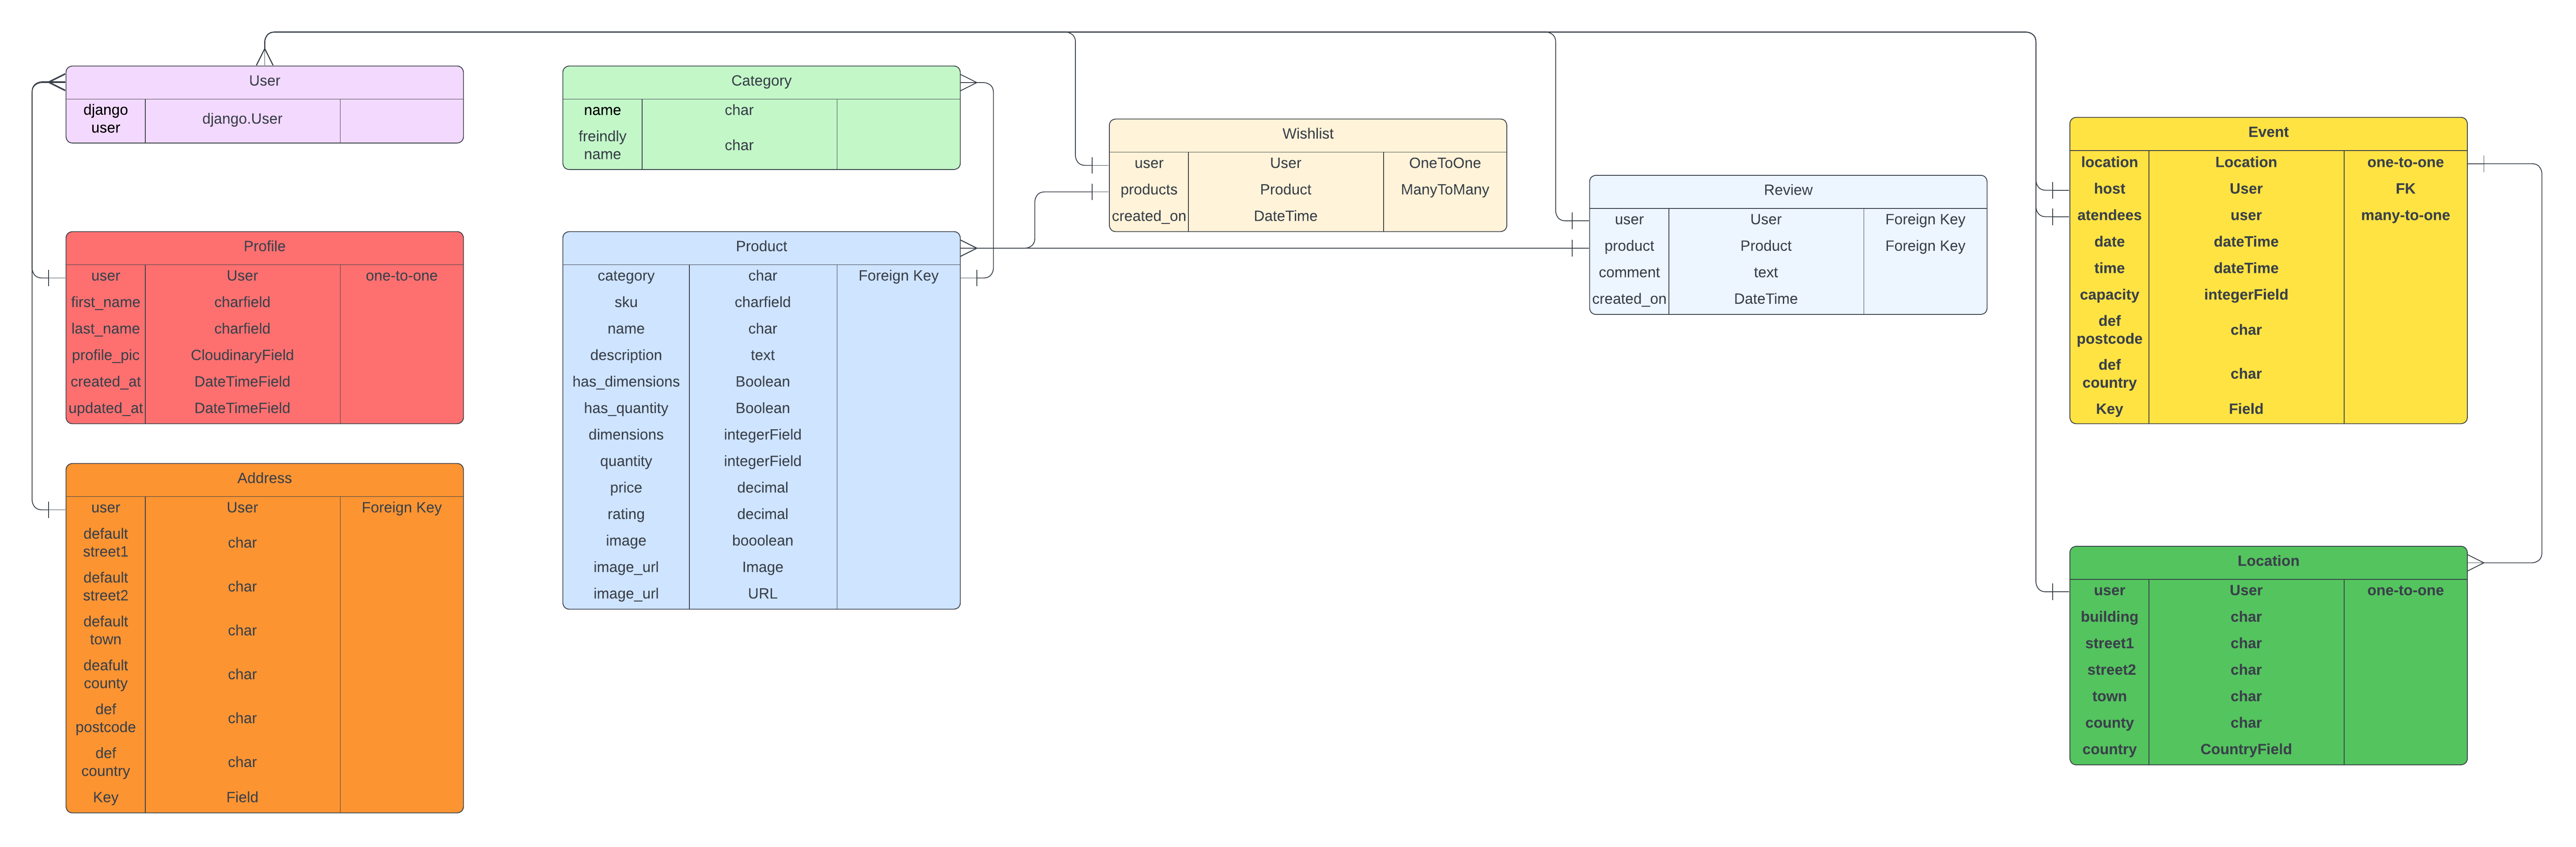 User
django
user
django.User
Profile
user User one-to-one
first_name charfield
last_name charfield
profile_pic CloudinaryField
created_at DateTimeField
updated_at DateTimeField
Address
user User Foreign Key
default
street1
char
default
street2
char
default
town
char
deafult
county
char
def
postcode
char
def
country
char
Key Field
Category
name char
freindly
name
char
Product
category char Foreign Key
sku charfield
name char
description text
has_dimensions Boolean
has_quantity Boolean
dimensions integerField
quantity integerField
price decimal
rating decimal
image booolean
image_url Image
image_url URL
Wishlist
user User OneToOne
products Product ManyToMany
created_on DateTime
Review
user User Foreign Key
product Product Foreign Key
comment text
created_on DateTime
Event
location Location one-to-one
host User FK
atendees user many-to-one
date dateTime
time dateTime
capacity integerField
def
postcode
char
def
country
char
Key Field
Location
user User one-to-one
building char
street1 char
street2 char
town char
county char
country CountryField